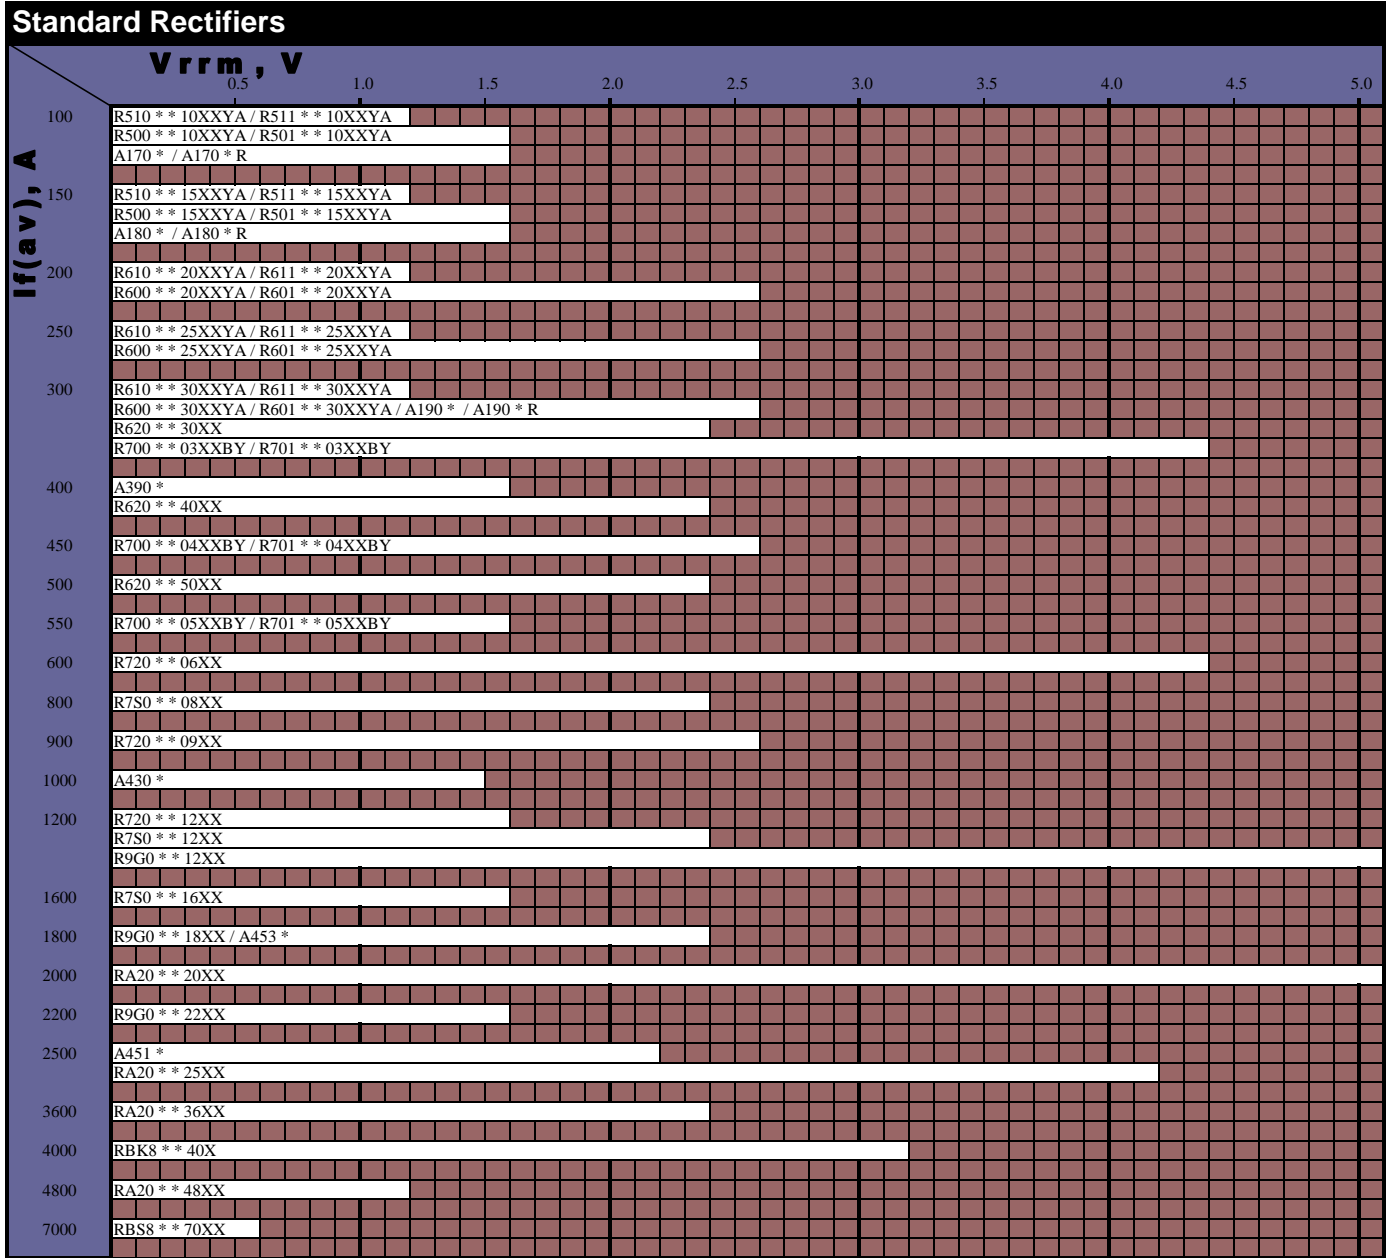 Standard Rectifiers
Vrrm, V
0.5 1.0 1.5 2.0 2.5 3.0 3.5 4.0 4.5 5.0
If(av), A
100 R510 * * 10XXYA / R511 * * 10XXYA
R500 * * 10XXYA / R501 * * 10XXYA
A170 * / A170 * R
150 R510 * * 15XXYA / R511 * * 15XXYA
R500 * * 15XXYA / R501 * * 15XXYA
A180 * / A180 * R
200 R610 * * 20XXYA / R611 * * 20XXYA
R600 * * 20XXYA / R601 * * 20XXYA
250 R610 * * 25XXYA / R611 * * 25XXYA
R600 * * 25XXYA / R601 * * 25XXYA
300 R610 * * 30XXYA / R611 * * 30XXYA
R600 * * 30XXYA / R601 * * 30XXYA / A190 * / A190 * R
R620 * * 30XX
R700 * * 03XXBY / R701 * * 03XXBY
400 A390 *
R620 * * 40XX
450 R700 * * 04XXBY / R701 * * 04XXBY
500 R620 * * 50XX
550 R700 * * 05XXBY / R701 * * 05XXBY
600 R720 * * 06XX
800 R7S0 * * 08XX
900 R720 * * 09XX
1000 A430 *
1200 R720 * * 12XX
R7S0 * * 12XX
R9G0 * * 12XX
1600 R7S0 * * 16XX
1800 R9G0 * * 18XX / A453 *
2000 RA20 * * 20XX
2200 R9G0 * * 22XX
2500 A451 *
RA20 * * 25XX
3600 RA20 * * 36XX
4000 RBK8 * * 40X
4800 RA20 * * 48XX
7000 RBS8 * * 70XX